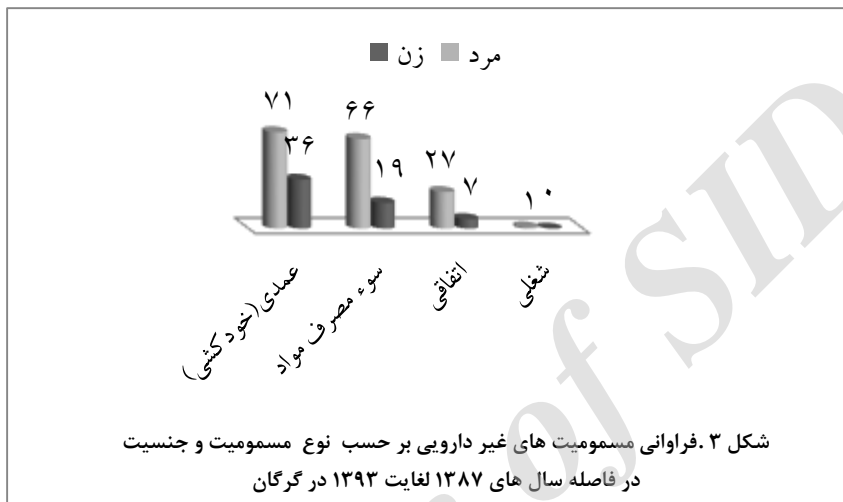 مرد زن
۷۱ ۳۶ ۶۶ ۱۹ ۲۷ ۷ ۱ ۰
عمدی(خودکشی) سوء مصرف مواد اتفاقی شغلی
شکل ۳ .فراوانی مسمومیت های غیر دارویی بر حسب نوع مسمومیت و جنسیت
در فاصله سال های ۱۳۸۷ لغایت ۱۳۹۳ در گرگان
of SID